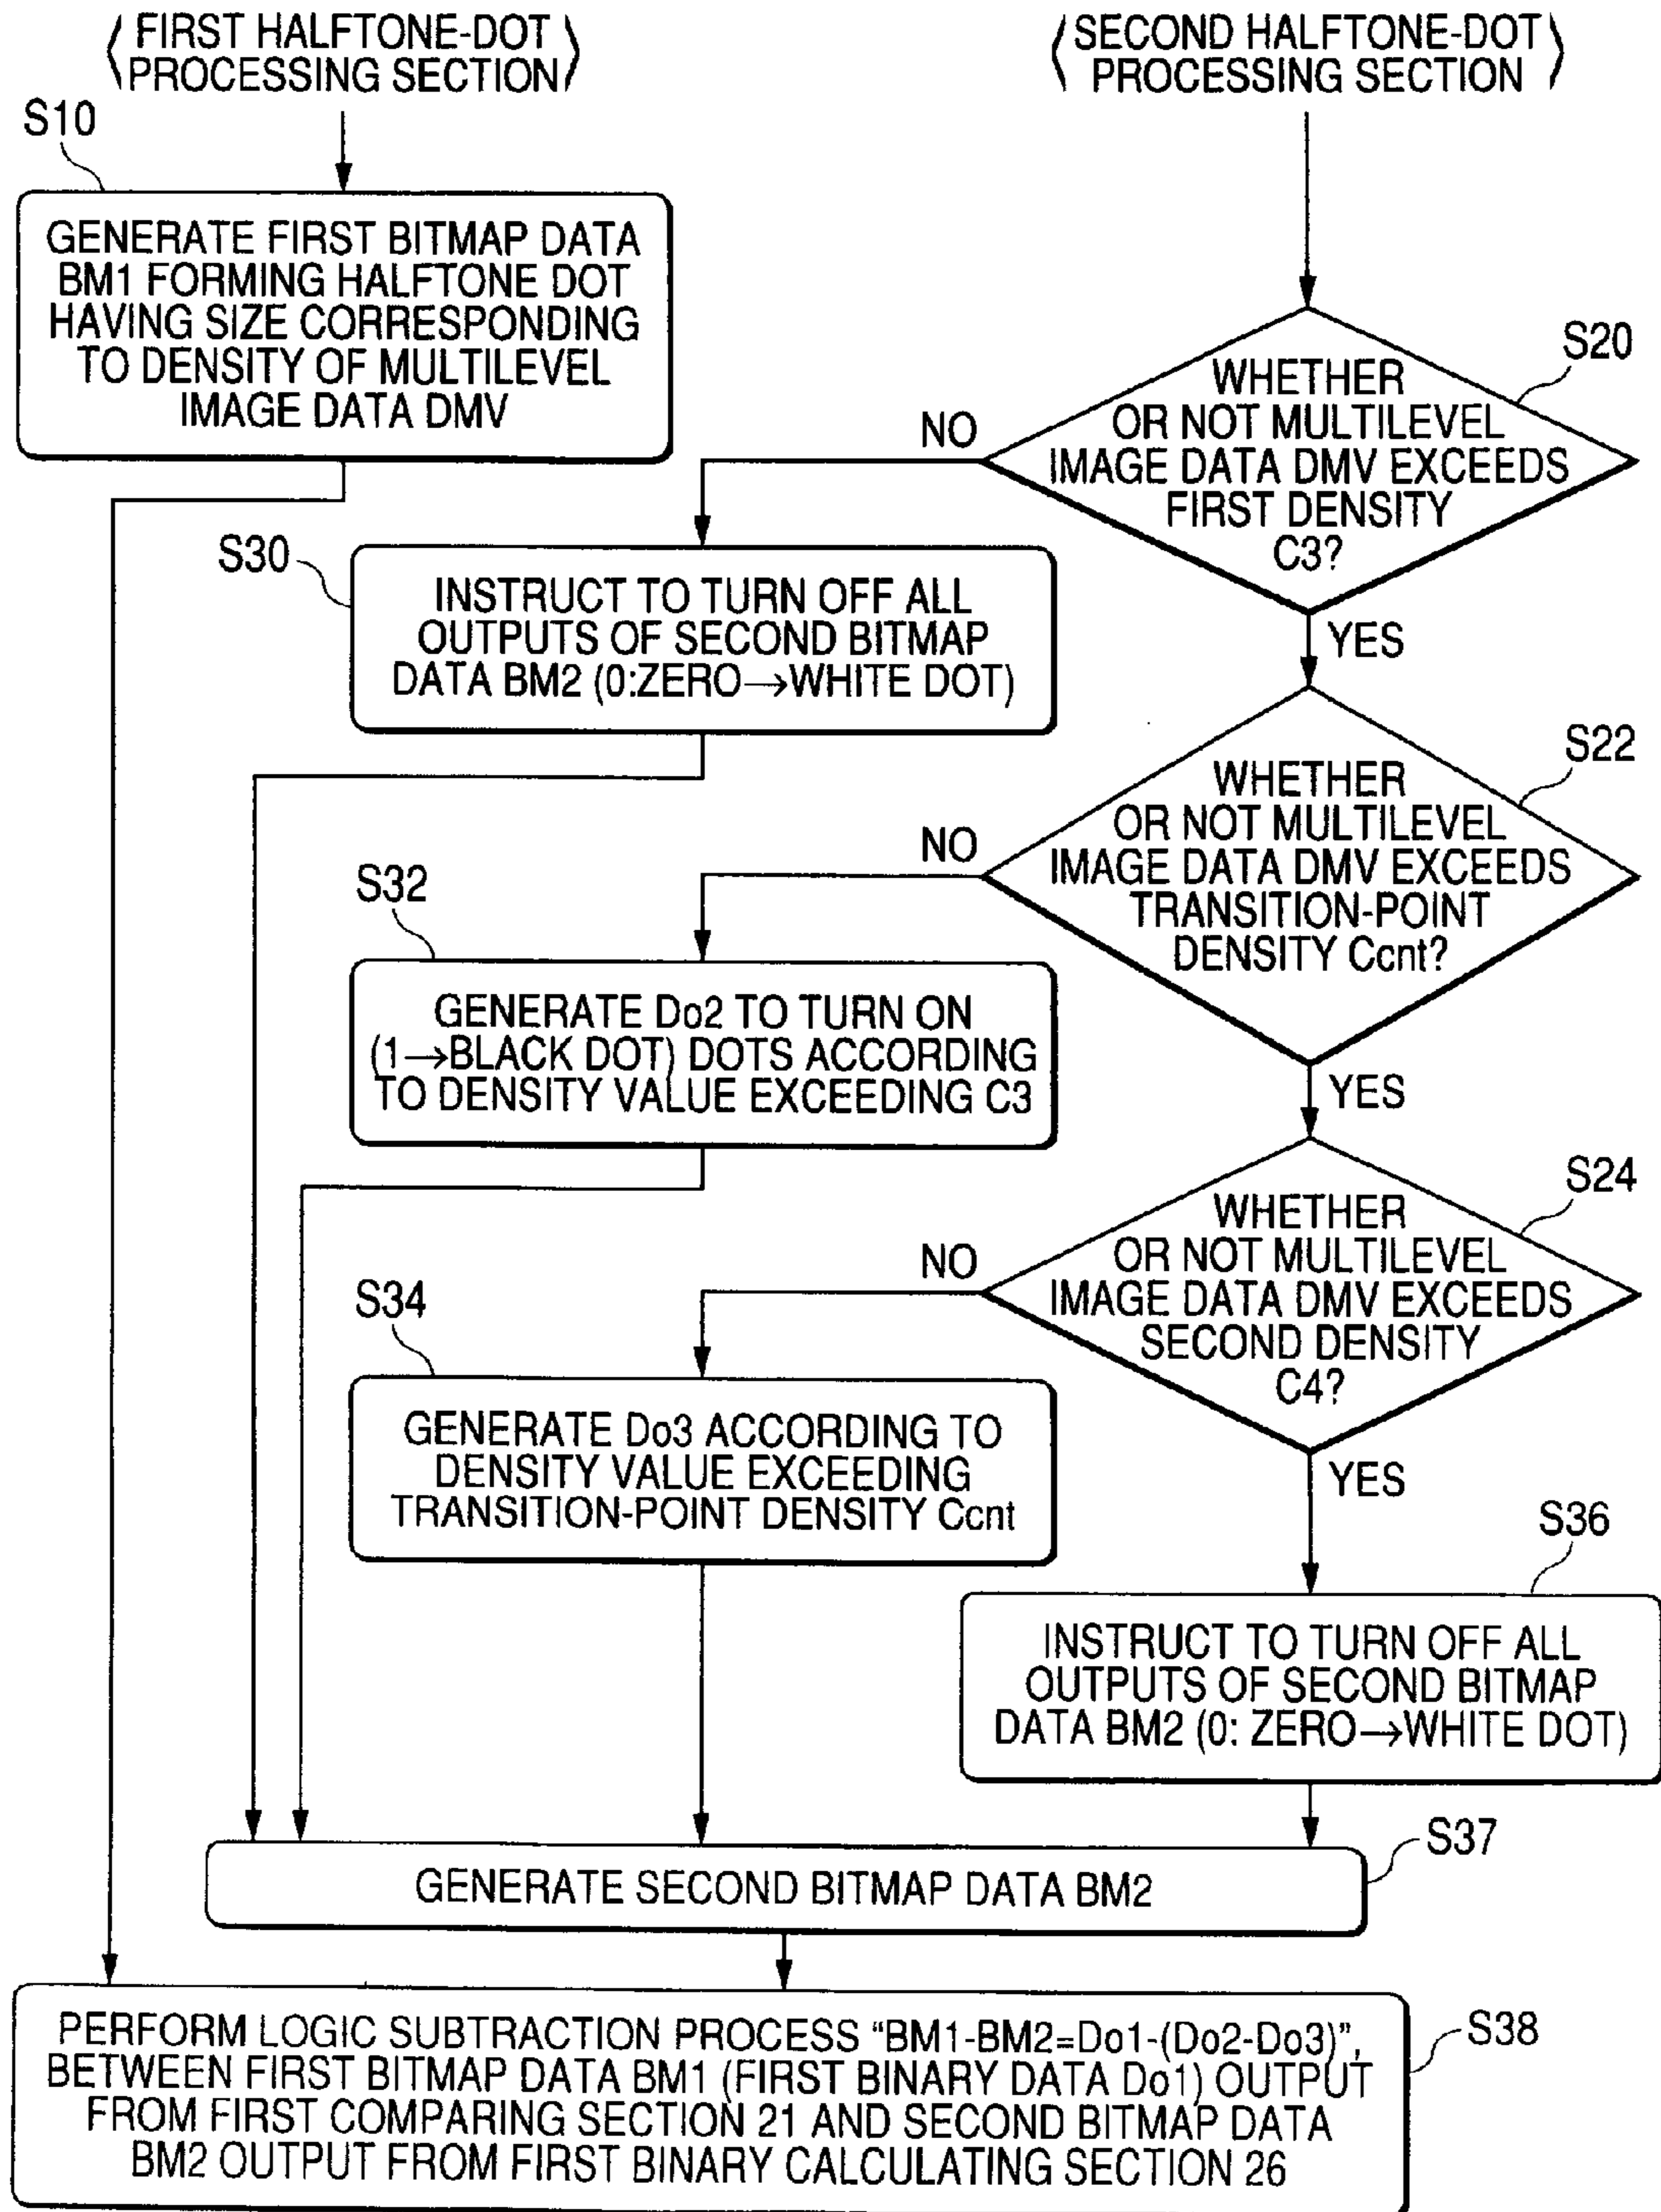 FIRST HALFTONE-DOT
PROCESSING SECTION
SECOND HALFTONE-DOT
PROCESSING SECTION
S10
GENERATE FIRST BITMAP DATA
BM1 FORMING HALFTONE DOT
HAVING SIZE CORRESPONDING
TO DENSITY OF MULTILEVEL
IMAGE DATA DMV
S20
WHETHER
OR NOT MULTILEVEL
IMAGE DATA DMV EXCEEDS
FIRST DENSITY
C3?
NO
YES
S30
INSTRUCT TO TURN OFF ALL
OUTPUTS OF SECOND BITMAP
DATA BM2 (0:ZERO→WHITE DOT)
S22
WHETHER
OR NOT MULTILEVEL
IMAGE DATA DMV EXCEEDS
TRANSITION-POINT
DENSITY Ccnt?
NO
YES
S32
GENERATE Do2 TO TURN ON
(1→BLACK DOT) DOTS ACCORDING
TO DENSITY VALUE EXCEEDING C3
S24
WHETHER
OR NOT MULTILEVEL
IMAGE DATA DMV EXCEEDS
SECOND DENSITY
C4?
NO
YES
S34
GENERATE Do3 ACCORDING TO
DENSITY VALUE EXCEEDING
TRANSITION-POINT DENSITY Ccnt
S36
INSTRUCT TO TURN OFF ALL
OUTPUTS OF SECOND BITMAP
DATA BM2 (0: ZERO→WHITE DOT)
S37
GENERATE SECOND BITMAP DATA BM2
S38
PERFORM LOGIC SUBTRACTION PROCESS “BM1-BM2=Do1-(Do2-Do3)”,
BETWEEN FIRST BITMAP DATA BM1 (FIRST BINARY DATA Do1) OUTPUT
FROM FIRST COMPARING SECTION 21 AND SECOND BITMAP DATA
BM2 OUTPUT FROM FIRST BINARY CALCULATING SECTION 26